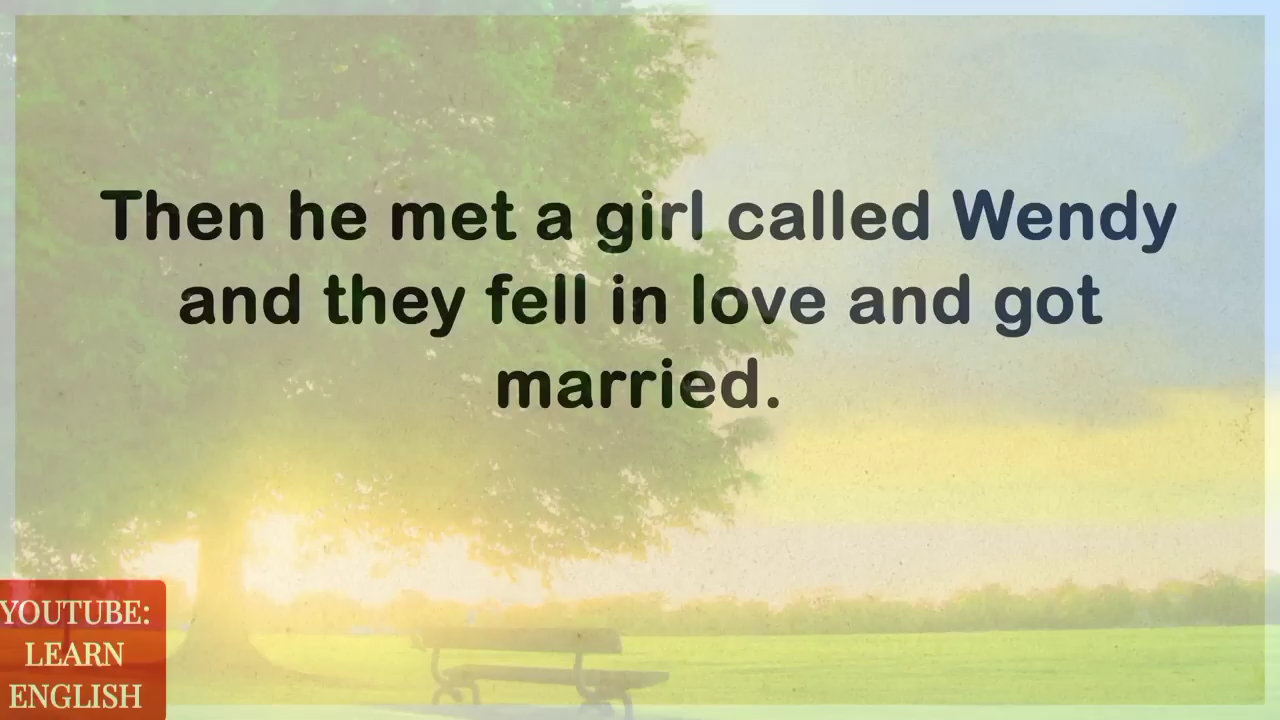 Then he met a girl called Wendy
and they fell in love and got
married.
YOUTUBE:
LEARN
ENGLISH